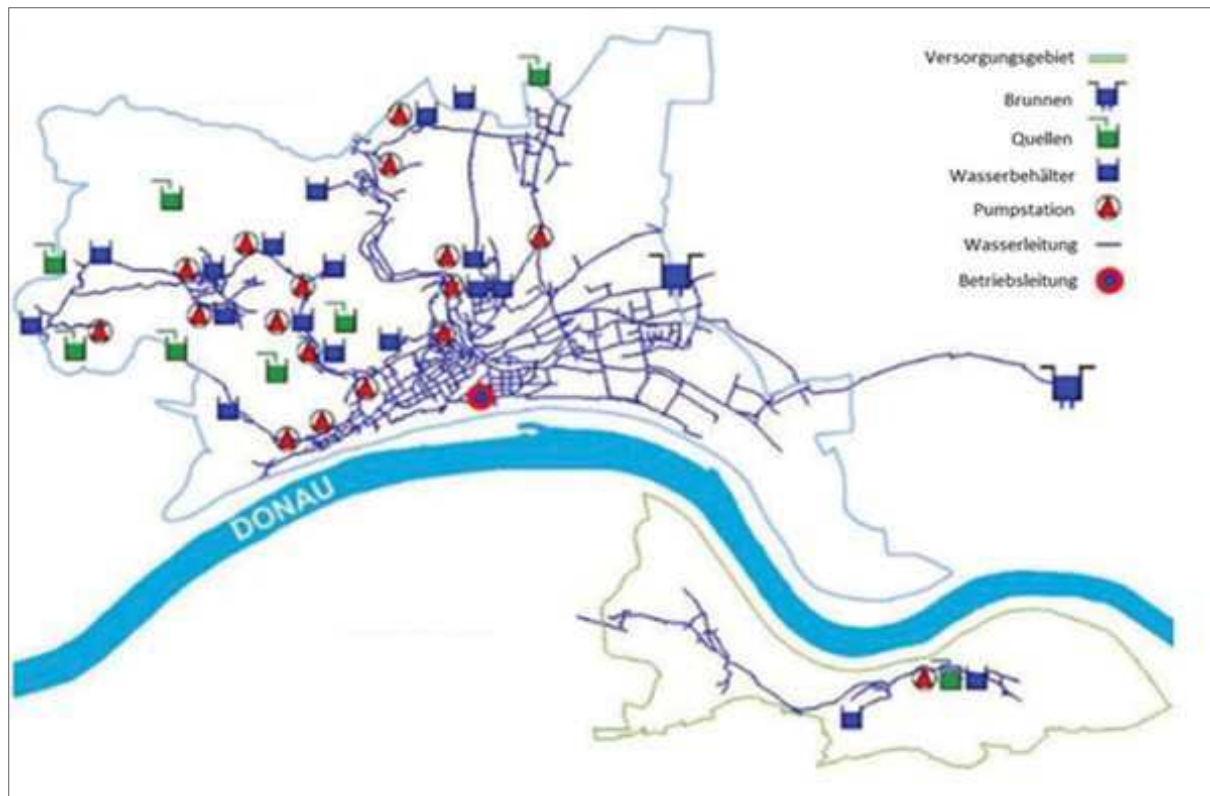 Versorgungsgebiet
Brunnen
Quellen
Wasserbehälter
Pumpstation
Wasserleitung
Betriebsleitung
DONAU